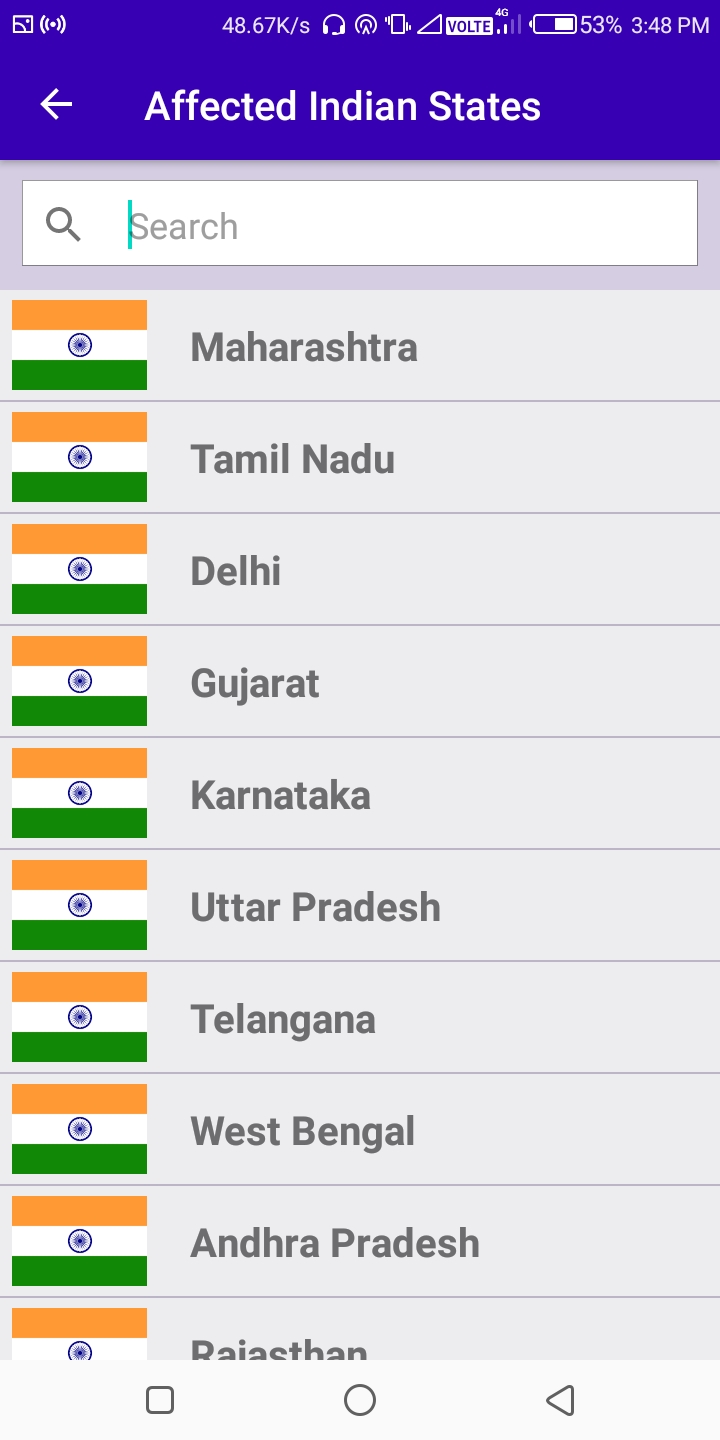 48.67K/s VOLTE 4G 53% 3:48 PM
Affected Indian States
Search
Maharashtra
Tamil Nadu
Delhi
Gujarat
Karnataka
Uttar Pradesh
Telangana
West Bengal
Andhra Pradesh
Rajasthan